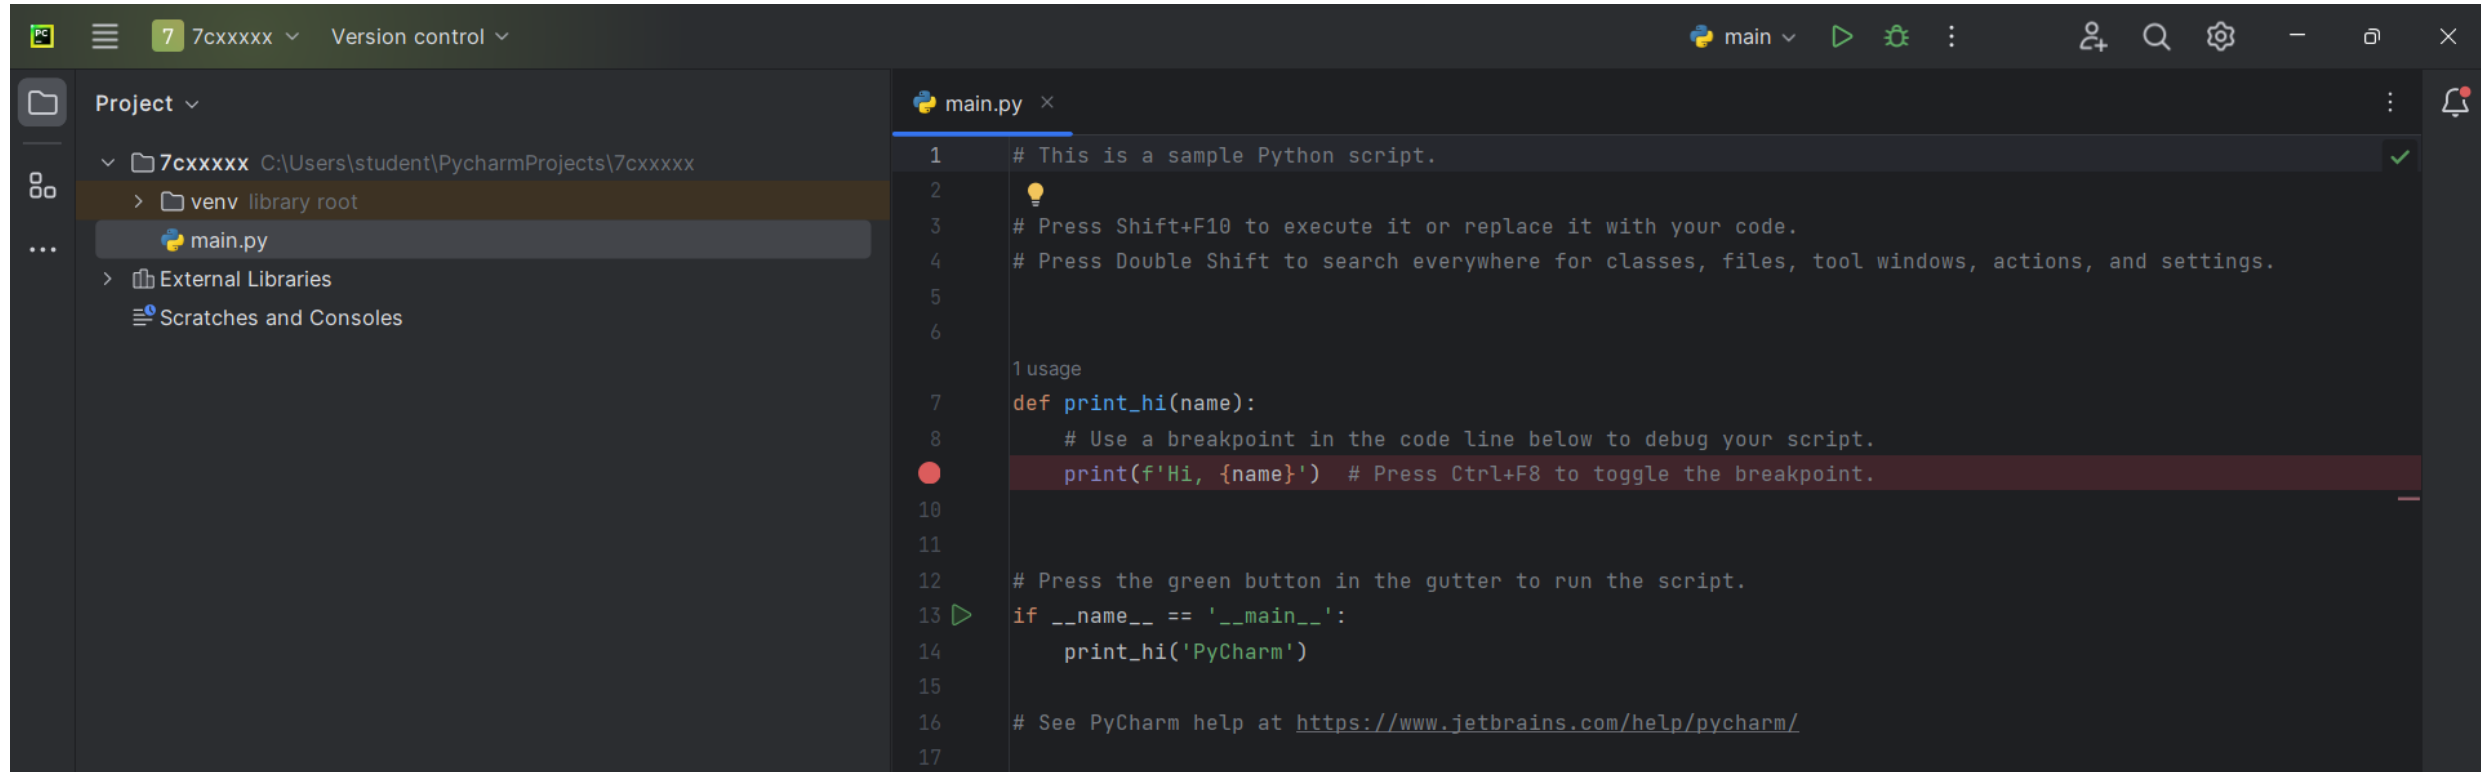 PC
7 7cxxxxx Version control main
Project
7cxxxxx C:\Users\student\PycharmProjects\7cxxxxx
venv library root
main.py
External Libraries
Scratches and Consoles
main.py
1 # This is a sample Python script.
2
3 # Press Shift+F10 to execute it or replace it with your code.
4 # Press Double Shift to search everywhere for classes, files, tool windows, actions, and settings.
5
6
1 usage
7 def print_hi(name):
8     # Use a breakpoint in the code line below to debug your script.
    print(f'Hi, {name}')  # Press Ctrl+F8 to toggle the breakpoint.
10
11
12 # Press the green button in the gutter to run the script.
13 if __name__ == '__main__':
14     print_hi('PyCharm')
15
16 # See PyCharm help at https://www.jetbrains.com/help/pycharm/
17